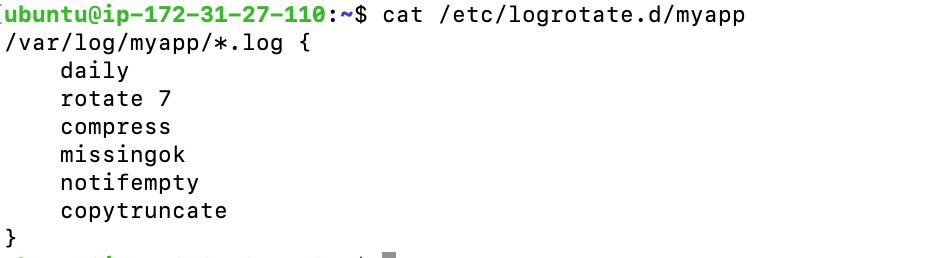 [ubuntu@ip-172-31-27-110:~$ cat /etc/logrotate.d/myapp
/var/log/myapp/*.log {
    daily
    rotate 7
    compress
    missingok
    notifempty
    copytruncate
}